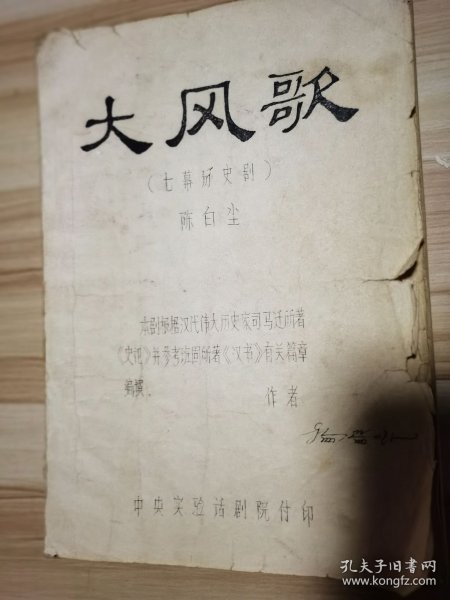 大风歌
(七幕历史剧)
陈白尘
本剧根据汉代伟大历史家司马迁所著
《史记》并参考班固所著《汉书》有关篇章
编撰.
作者
中央实验话剧院付印
孔夫子旧书网
www.kongfz.com